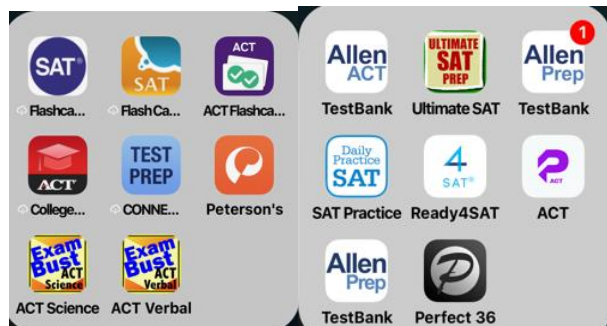 SAT®
SAT
ACT
Flashca...
FlashCa...
ACTFlashca...
ACT
TEST
PREP
College...
CONNE...
Peterson's
Exam
Bust
ACT
Science
Exam
Bust
ACT
Verbal
ACT Science
ACT Verbal
Allen
ACT
ULTIMATE
SAT
PREP
Allen
Prep
1
TestBank
Ultimate SAT
TestBank
Daily
Practice
SAT
4
SAT®
ACT
SAT Practice
Ready4SAT
ACT
Allen
Prep
TestBank
Perfect 36